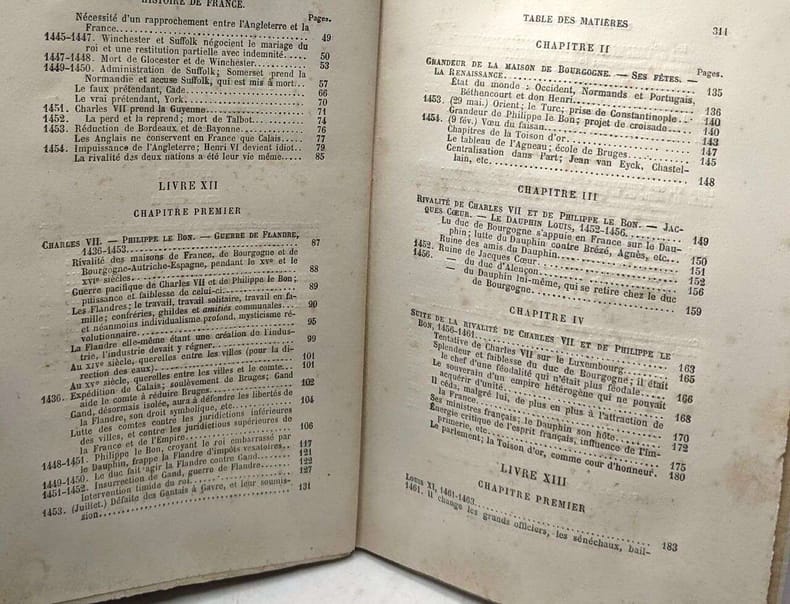 HISTOIRE DE FRANCE.
Pages.
Nécessité d'un rapprochement entre l'Angleterre et la
France.... 49
1445-1447. Winchester et Suffolk négocient le mariage du
roi et une restitution partielle avec indemnité.... 50
1447-1448. Mort de Glocester et de Winchester.... 53
1449-1450. Administration de Suffolk; Somerset prend la
Normandie et accuse Suffolk, qui est mis à mort.. 57
Le faux prétendant, Cade.... 66
Le vrai prétendant, York.... 70
1451. Charles VII prend la Guyenne.... 71
1452. La perd et la reprend; mort de Talbot.... 74
1453. Réduction de Bordeaux et de Bayonne.... 76
Les Anglais ne conservent en France que Calais.... 77
1454. Impuissance de l'Angleterre; Henri VI devient idiot. 79
La rivalité des deux nations a été leur vie même.... 85
LIVRE XII
CHAPITRE PREMIER
CHARLES VII. — PHILIPPE LE BON. — GUERRE DE FLANDRE,
1436-1453.... 87
Rivalité des maisons de France, de Bourgogne et de
Bourgogne-Autriche-Espagne, pendant le XVe et le
XVIe siècles.... 88
Guerre pacifique de Charles VII et de Philippe le Bon;
puissance et faiblesse de celui-ci.... 89
Les Flandres; le travail, travail solitaire, travail en fa-
mille; confréries, ghildes et amitiés communales... 90
et néanmoins individualisme profond, mysticisme ré-
volutionnaire.... 95
La Flandre elle-même étant une création de l'indus-
trie, l'industrie devait y régner.... 99
Au XIVe siècle, querelles entre les villes (pour la di-
rection des eaux).... 101
Au XVe siècle, querelles entre les villes et le comte... 101
1436. Expédition de Calais; soulèvement de Bruges; Gand
aide le comte à réduire Bruges.... 102
Gand, désormais isolée, aura à défendre les libertés de
la Flandre, son droit symbolique, etc.... 104
Lutte des comtes contre les juridictions inférieures
des villes, et contre les juridictions supérieures de
la France et de l'Empire.... 106
1448-1451. Philippe le Bon, croyant le roi embarrassé par
le Dauphin, frappe la Flandre d'impôts vexatoires... 117
1449-1450. Le duc fait agir la Flandre contre Gand.... 121
1451-1452. Insurrection de Gand, guerre de Flandre.... 122
Intervention timide du roi.... 127
1453. (Juillet.) Défaite des Gantais à Gavre, et leur soumis-
sion.... 131
TABLE DES MATIÈRES 311
CHAPITRE II
Pages.
GRANDEUR DE LA MAISON DE BOURGOGNE. — SES FÊTES. —
LA RENAISSANCE.... 135
État du monde : Occident, Normands et Portugais,
Béthencourt et don Henri.... 136
1453. (29 mai.) Orient; le Turc; prise de Constantinople... 140
Grandeur de Philippe le Bon; projet de croisade.... 140
1454. (9 fév.) Vœu du faisan.... 143
Chapitres de la Toison d'or.... 147
Le tableau de l'Agneau; école de Bruges.... 145
Centralisation dans l'art; Jean van Eyck, Chastel-
lain, etc.... 148
CHAPITRE III
RIVALITÉ DE CHARLES VII ET DE PHILIPPE LE BON. — JAC-
QUES CŒUR. — LE DAUPHIN LOUIS, 1452-1456.... 149
Le duc de Bourgogne s'appuie en France sur le Dau-
phin; lutte du Dauphin contre Brézé, Agnès, etc... 150
Ruine des amis du Dauphin.... 151
1452. Ruine de Jacques Cœur.... 152
1456. — du duc d'Alençon.... 156
— du Dauphin lui-même, qui se retire chez le duc
de Bourgogne.... 159
CHAPITRE IV
SUITE DE LA RIVALITÉ DE CHARLES VII ET DE PHILIPPE LE
BON, 1456-1461.... 163
Tentative de Charles VII sur le Luxembourg.... 165
Splendeur et faiblesse du duc de Bourgogne; il était
le chef d'une féodalité qui n'était plus féodale.... 166
Le souverain d'un empire hétérogène qui ne pouvait
acquérir d'unité.... 168
Il céda, malgré lui, de plus en plus à l'attraction de
la France.... 170
Ses ministres français; le Dauphin son hôte.... 172
Énergie critique de l'esprit français, influence de l'im-
primerie, etc.... 175
Le parlement; la Toison d'or, comme cour d'honneur. 180
LIVRE XIII
CHAPITRE PREMIER
LOUIS XI, 1461-1463.... 183
1461. Il change les grands officiers, les sénéchaux, bail-